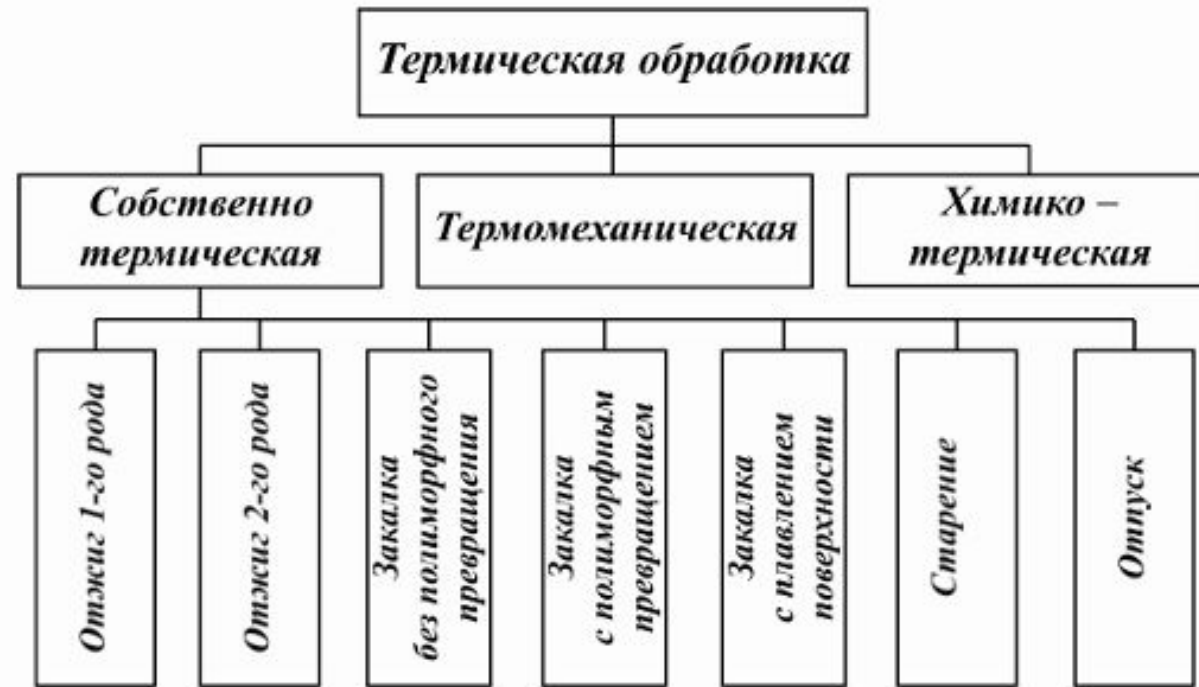 Термическая обработка
Собственно
термическая
Термомеханическая
Химико –
термическая
Отжиг 1-го рода
Отжиг 2-го рода
Закалка
без полиморфного
превращения
Закалка
с полиморфным
превращением
Закалка
с плавлением
поверхности
Старение
Отпуск